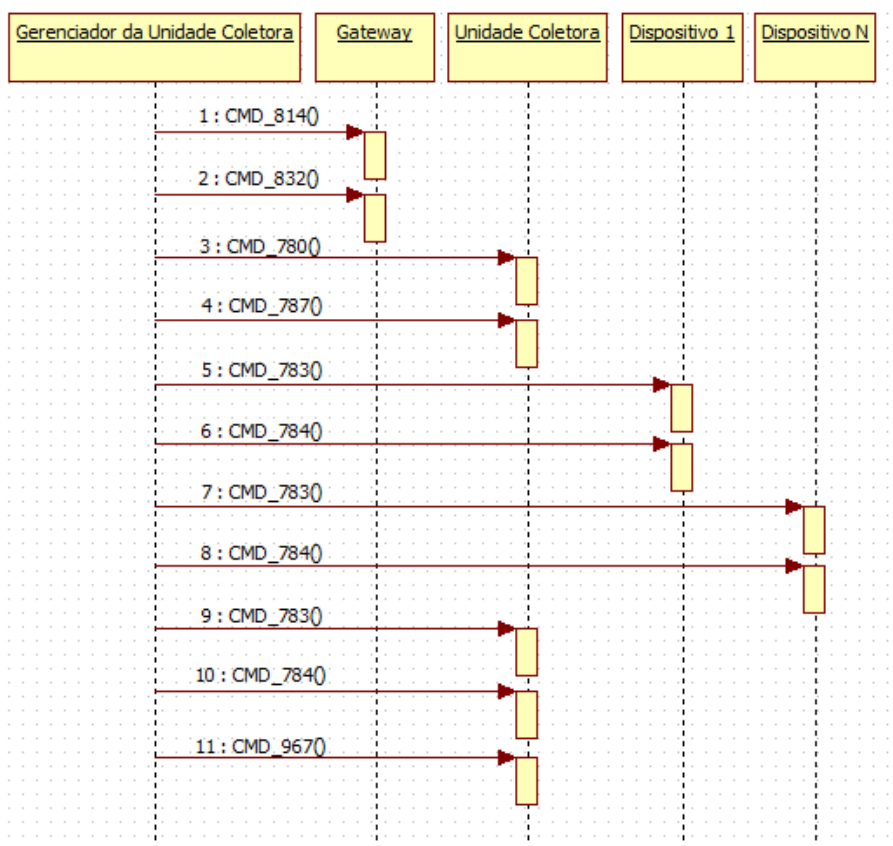 Gerenciador da Unidade Coletora
Gateway
Unidade Coletora
Dispositivo 1
Dispositivo N
1 : CMD_814()
2 : CMD_832()
3 : CMD_780()
4 : CMD_787()
5 : CMD_783()
6 : CMD_784()
7 : CMD_783()
8 : CMD_784()
9 : CMD_783()
10 : CMD_784()
11 : CMD_967()